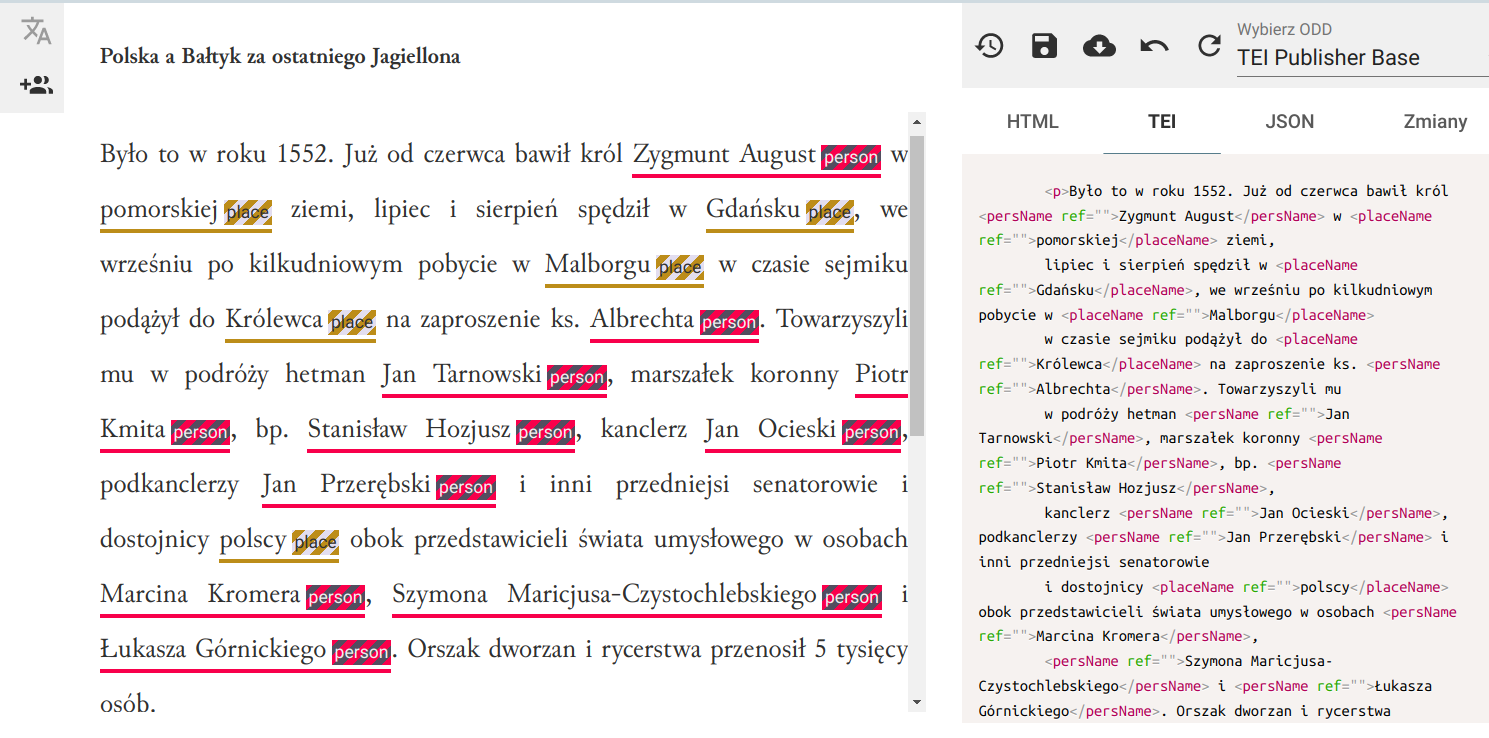 Polska a Bałtyk za ostatniego Jagiellona
Było to w roku 1552. Już od czerwca bawił król Zygmunt August person w
pomorskiej place ziemi, lipiec i sierpień spędził w Gdańsku place, we
wrześniu po kilkudniowym pobycie w Malborgu place w czasie sejmiku
podążył do Królewca place na zaproszenie ks. Albrechta person. Towarzyszyli
mu w podróży hetman Jan Tarnowski person, marszałek koronny Piotr
Kmita person, bp. Stanisław Hozjusz person, kanclerz Jan Ocieski person,
podkanclerzy Jan Przerębski person i inni przedniejsi senatorowie i
dostojnicy polscy place obok przedstawicieli świata umysłowego w osobach
Marcina Kromera person, Szymona Maricjusa-Czystochlebskiego person i
Łukasza Górnickiego person. Orszak dworzan i rycerstwa przenosił 5 tysięcy
osób.
Wybierz ODD
TEI Publisher Base
HTML TEI JSON Zmiany
<p>Było to w roku 1552. Już od czerwca bawił król
<persName ref="">Zygmunt August</persName> w <placeName
ref="">pomorskiej</placeName> ziemi,
lipiec i sierpień spędził w <placeName
ref="">Gdańsku</placeName>, we wrześniu po kilkudniowym
pobycie w <placeName ref="">Malborgu</placeName>
w czasie sejmiku podążył do <placeName
ref="">Królewca</placeName> na zaproszenie ks. <persName
ref="">Albrechta</persName>. Towarzyszyli mu
w podróży hetman <persName ref="">Jan
Tarnowski</persName>, marszałek koronny <persName
ref="">Piotr Kmita</persName>, bp. <persName
ref="">Stanisław Hozjusz</persName>,
kanclerz <persName ref="">Jan Ocieski</persName>,
podkanclerzy <persName ref="">Jan Przerębski</persName> i
inni przedniejsi senatorowie
i dostojnicy <placeName ref="">polscy</placeName>
obok przedstawicieli świata umysłowego w osobach <persName
ref="">Marcina Kromera</persName>,
<persName ref="">Szymona Maricjusa-
Czystochlebskiego</persName> i <persName ref="">Łukasza
Górnickiego</persName>. Orszak dworzan i rycerstwa